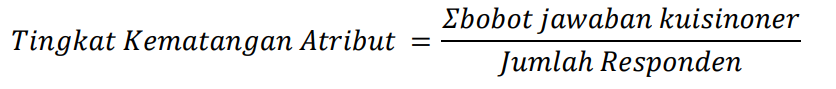 Tingkat Kematangan Atribut = Σbobot jawaban kuisinoner
Jumlah Responden